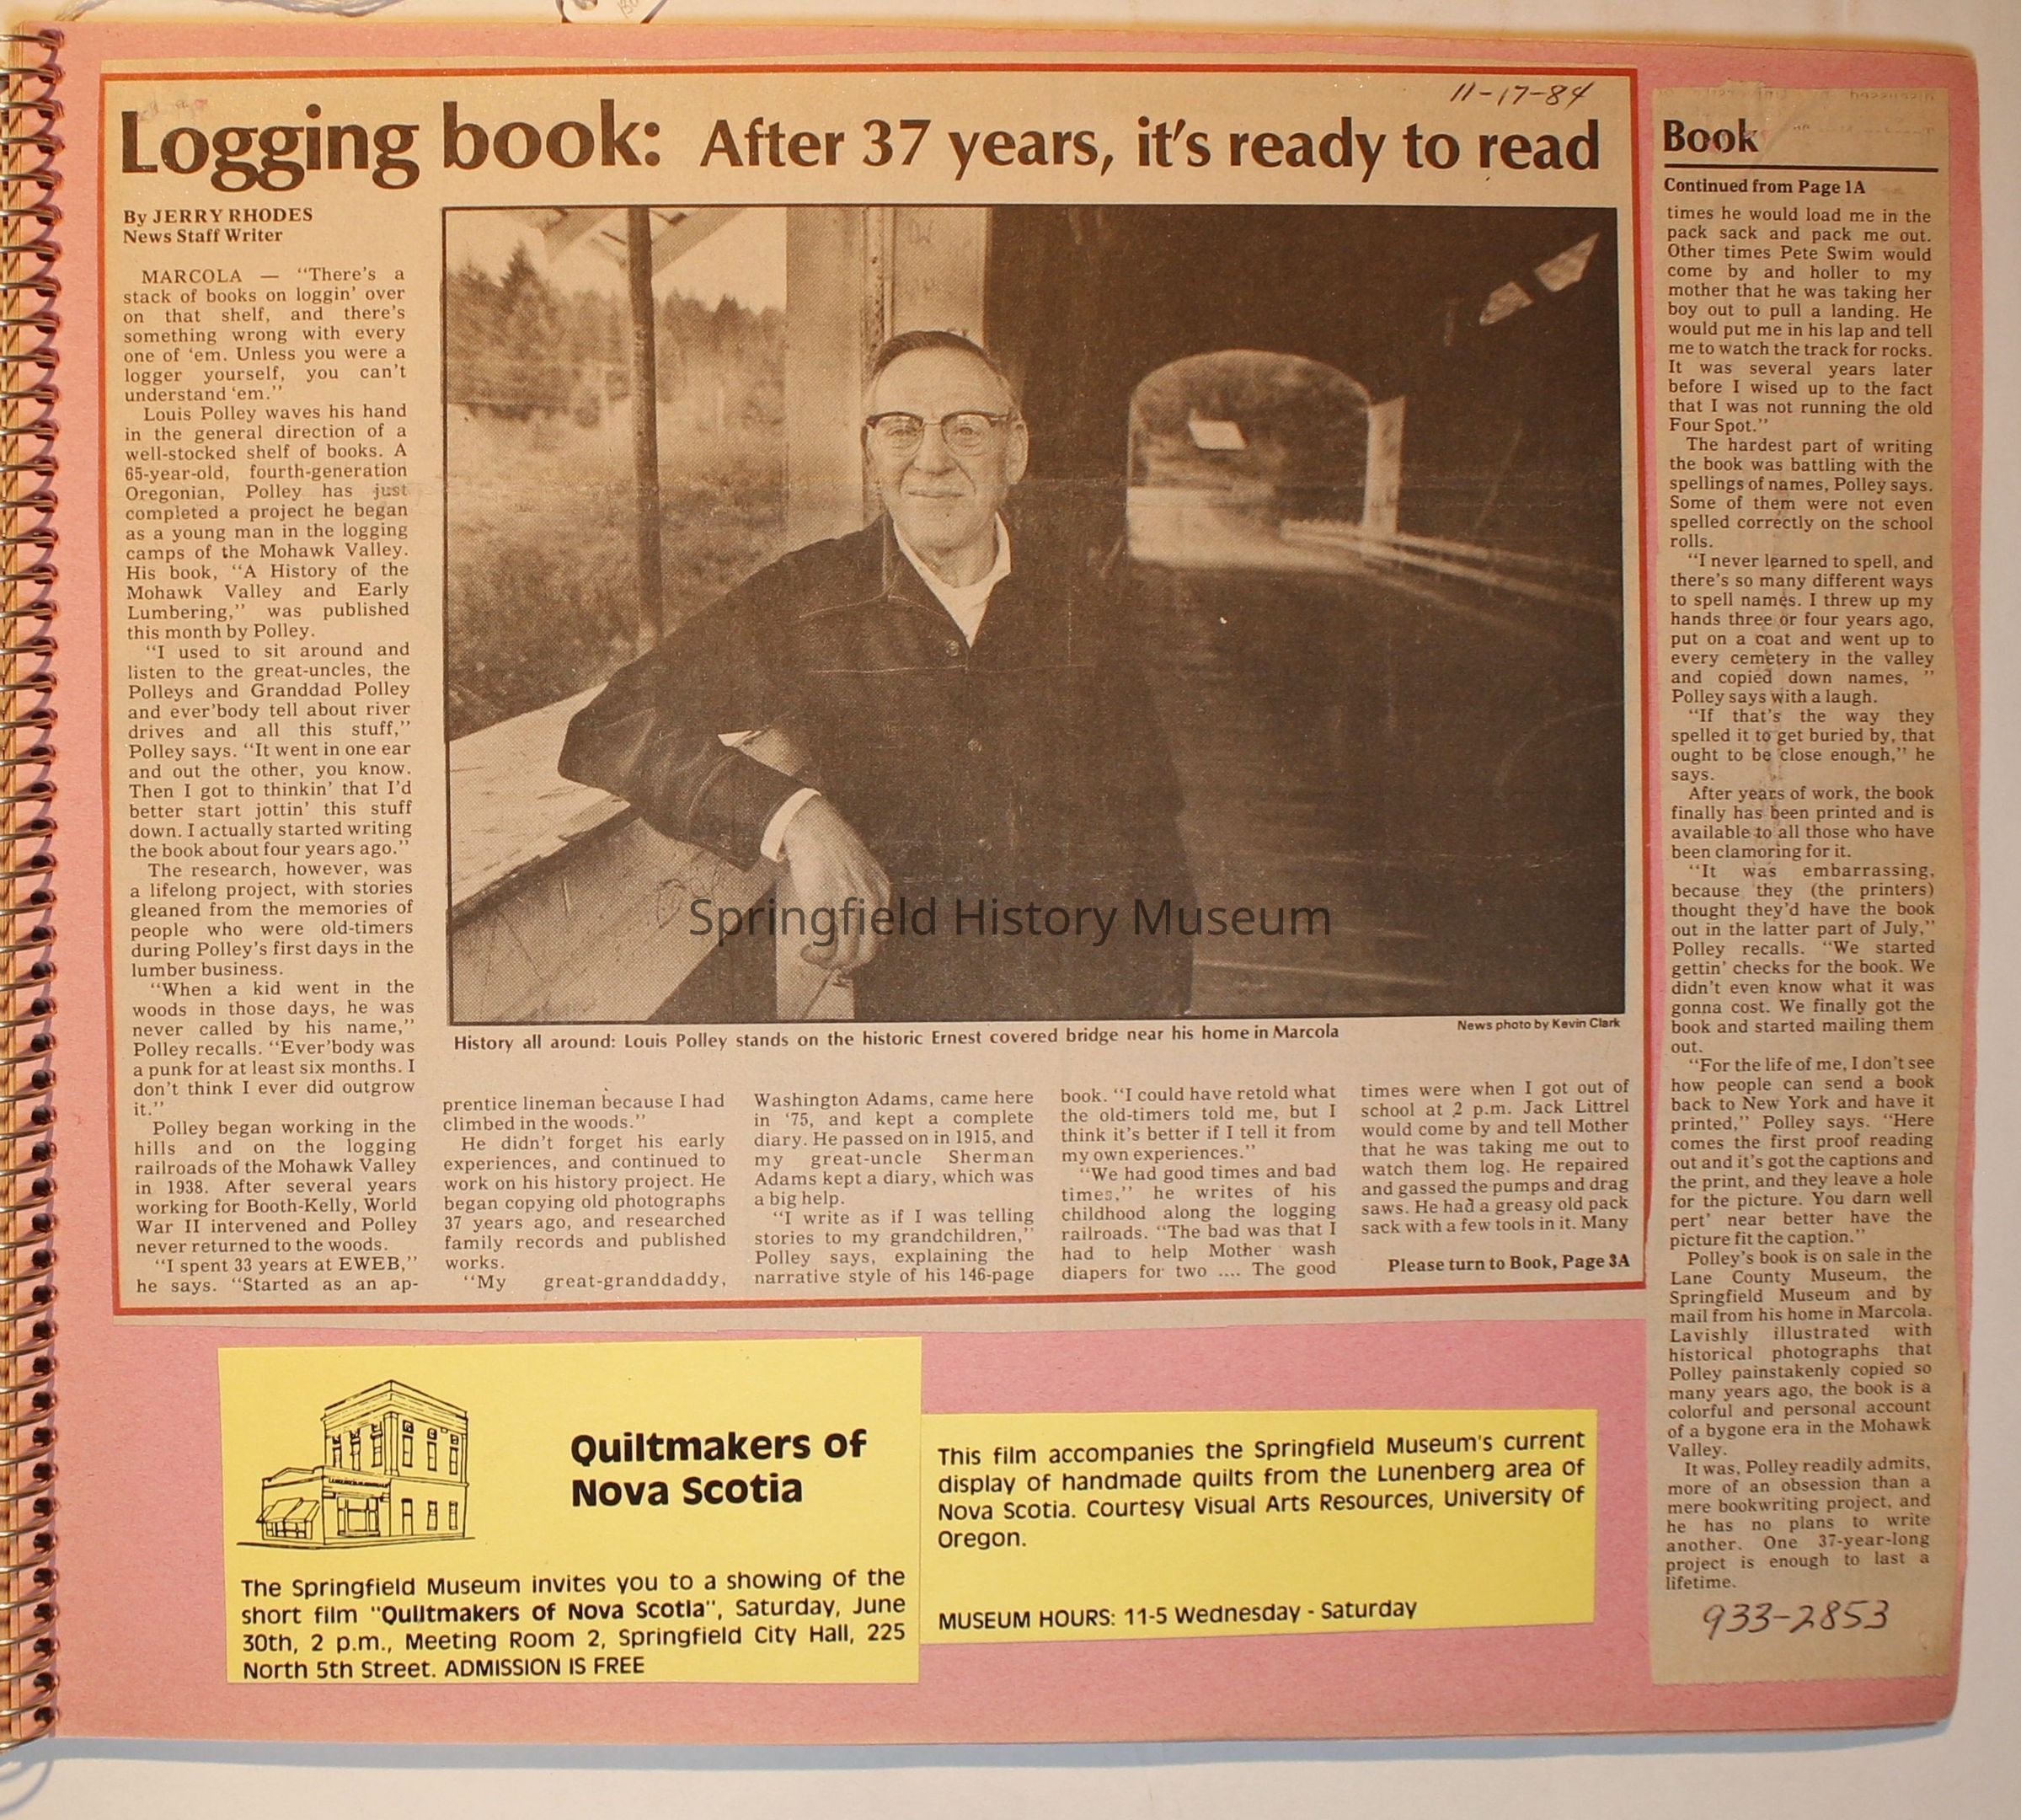 11-17-84
Logging book: After 37 years, it's ready to read
By JERRY RHODES
News Staff Writer
MARCOLA — "There's a
stack of books on loggin' over
on that shelf, and there's
something wrong with every
one of 'em. Unless you were a
logger yourself, you can't
understand 'em."
Louis Polley waves his hand
in the general direction of a
well-stocked shelf of books. A
65-year-old, fourth-generation
Oregonian, Polley has just
completed a project he began
as a young man in the logging
camps of the Mohawk Valley.
His book, "A History of the
Mohawk Valley and Early
Lumbering," was published
this month by Polley.
"I used to sit around and
listen to the great-uncles, the
Polleys and Granddad Polley
and ever'body tell about river
drives and all this stuff,"
Polley says. "It went in one ear
and out the other, you know.
Then I got to thinkin' that I'd
better start jottin' this stuff
down. I actually started writing
the book about four years ago."
The research, however, was
a lifelong project, with stories
gleaned from the memories of
people who were old-timers
during Polley's first days in the
lumber business.
"When a kid went in the
woods in those days, he was
never called by his name,"
Polley recalls. "Ever'body was
a punk for at least six months. I
don't think I ever did outgrow
it."
Polley began working in the
hills and on the logging
railroads of the Mohawk Valley
in 1938. After several years
working for Booth-Kelly, World
War II intervened and Polley
never returned to the woods.
"I spent 33 years at EWEB,"
he says. "Started as an ap-
Springfield History Museum
News photo by Kevin Clark
History all around: Louis Polley stands on the historic Ernest covered bridge near his home in Marcola
prentice lineman because I had
climbed in the woods."
He didn't forget his early
experiences, and continued to
work on his history project. He
began copying old photographs
37 years ago, and researched
family records and published
works.
"My great-granddaddy,
Washington Adams, came here
in '75, and kept a complete
diary. He passed on in 1915, and
my great-uncle Sherman
Adams kept a diary, which was
a big help.
"I write as if I was telling
stories to my grandchildren,"
Polley says, explaining the
narrative style of his 146-page
book. "I could have retold what
the old-timers told me, but I
think it's better if I tell it from
my own experiences."
"We had good times and bad
times," he writes of his
childhood along the logging
railroads. "The bad was that I
had to help Mother wash
diapers for two .... The good
times were when I got out of
school at 2 p.m. Jack Littrel
would come by and tell Mother
that he was taking me out to
watch them log. He repaired
and gassed the pumps and drag
saws. He had a greasy old pack
sack with a few tools in it. Many
Please turn to Book, Page 3A
Book
Continued from Page 1A
times he would load me in the
pack sack and pack me out.
Other times Pete Swim would
come by and holler to my
mother that he was taking her
boy out to pull a landing. He
would put me in his lap and tell
me to watch the track for rocks.
It was several years later
before I wised up to the fact
that I was not running the old
Four Spot."
The hardest part of writing
the book was battling with the
spellings of names, Polley says.
Some of them were not even
spelled correctly on the school
rolls.
"I never learned to spell, and
there's so many different ways
to spell names. I threw up my
hands three or four years ago,
put on a coat and went up to
every cemetery in the valley
and copied down names, "
Polley says with a laugh.
"If that's the way they
spelled it to get buried by, that
ought to be close enough," he
says.
After years of work, the book
finally has been printed and is
available to all those who have
been clamoring for it.
"It was embarrassing,
because they (the printers)
thought they'd have the book
out in the latter part of July,"
Polley recalls. "We started
gettin' checks for the book. We
didn't even know what it was
gonna cost. We finally got the
book and started mailing them
out.
"For the life of me, I don't see
how people can send a book
back to New York and have it
printed," Polley says. "Here
comes the first proof reading
out and it's got the captions and
the print, and they leave a hole
for the picture. You darn well
pert' near better have the
picture fit the caption."
Polley's book is on sale in the
Lane County Museum, the
Springfield Museum and by
mail from his home in Marcola.
Lavishly illustrated with
historical photographs that
Polley painstakenly copied so
many years ago, the book is a
colorful and personal account
of a bygone era in the Mohawk
Valley.
It was, Polley readily admits,
more of an obsession than a
mere bookwriting project, and
he has no plans to write
another. One 37-year-long
project is enough to last a
lifetime.
933-2853
Quiltmakers of
Nova Scotia
The Springfield Museum invites you to a showing of the
short film "Quiltmakers of Nova Scotia", Saturday, June
30th, 2 p.m., Meeting Room 2, Springfield City Hall, 225
North 5th Street. ADMISSION IS FREE
This film accompanies the Springfield Museum's current
display of handmade quilts from the Lunenberg area of
Nova Scotia. Courtesy Visual Arts Resources, University of
Oregon.
MUSEUM HOURS: 11-5 Wednesday - Saturday